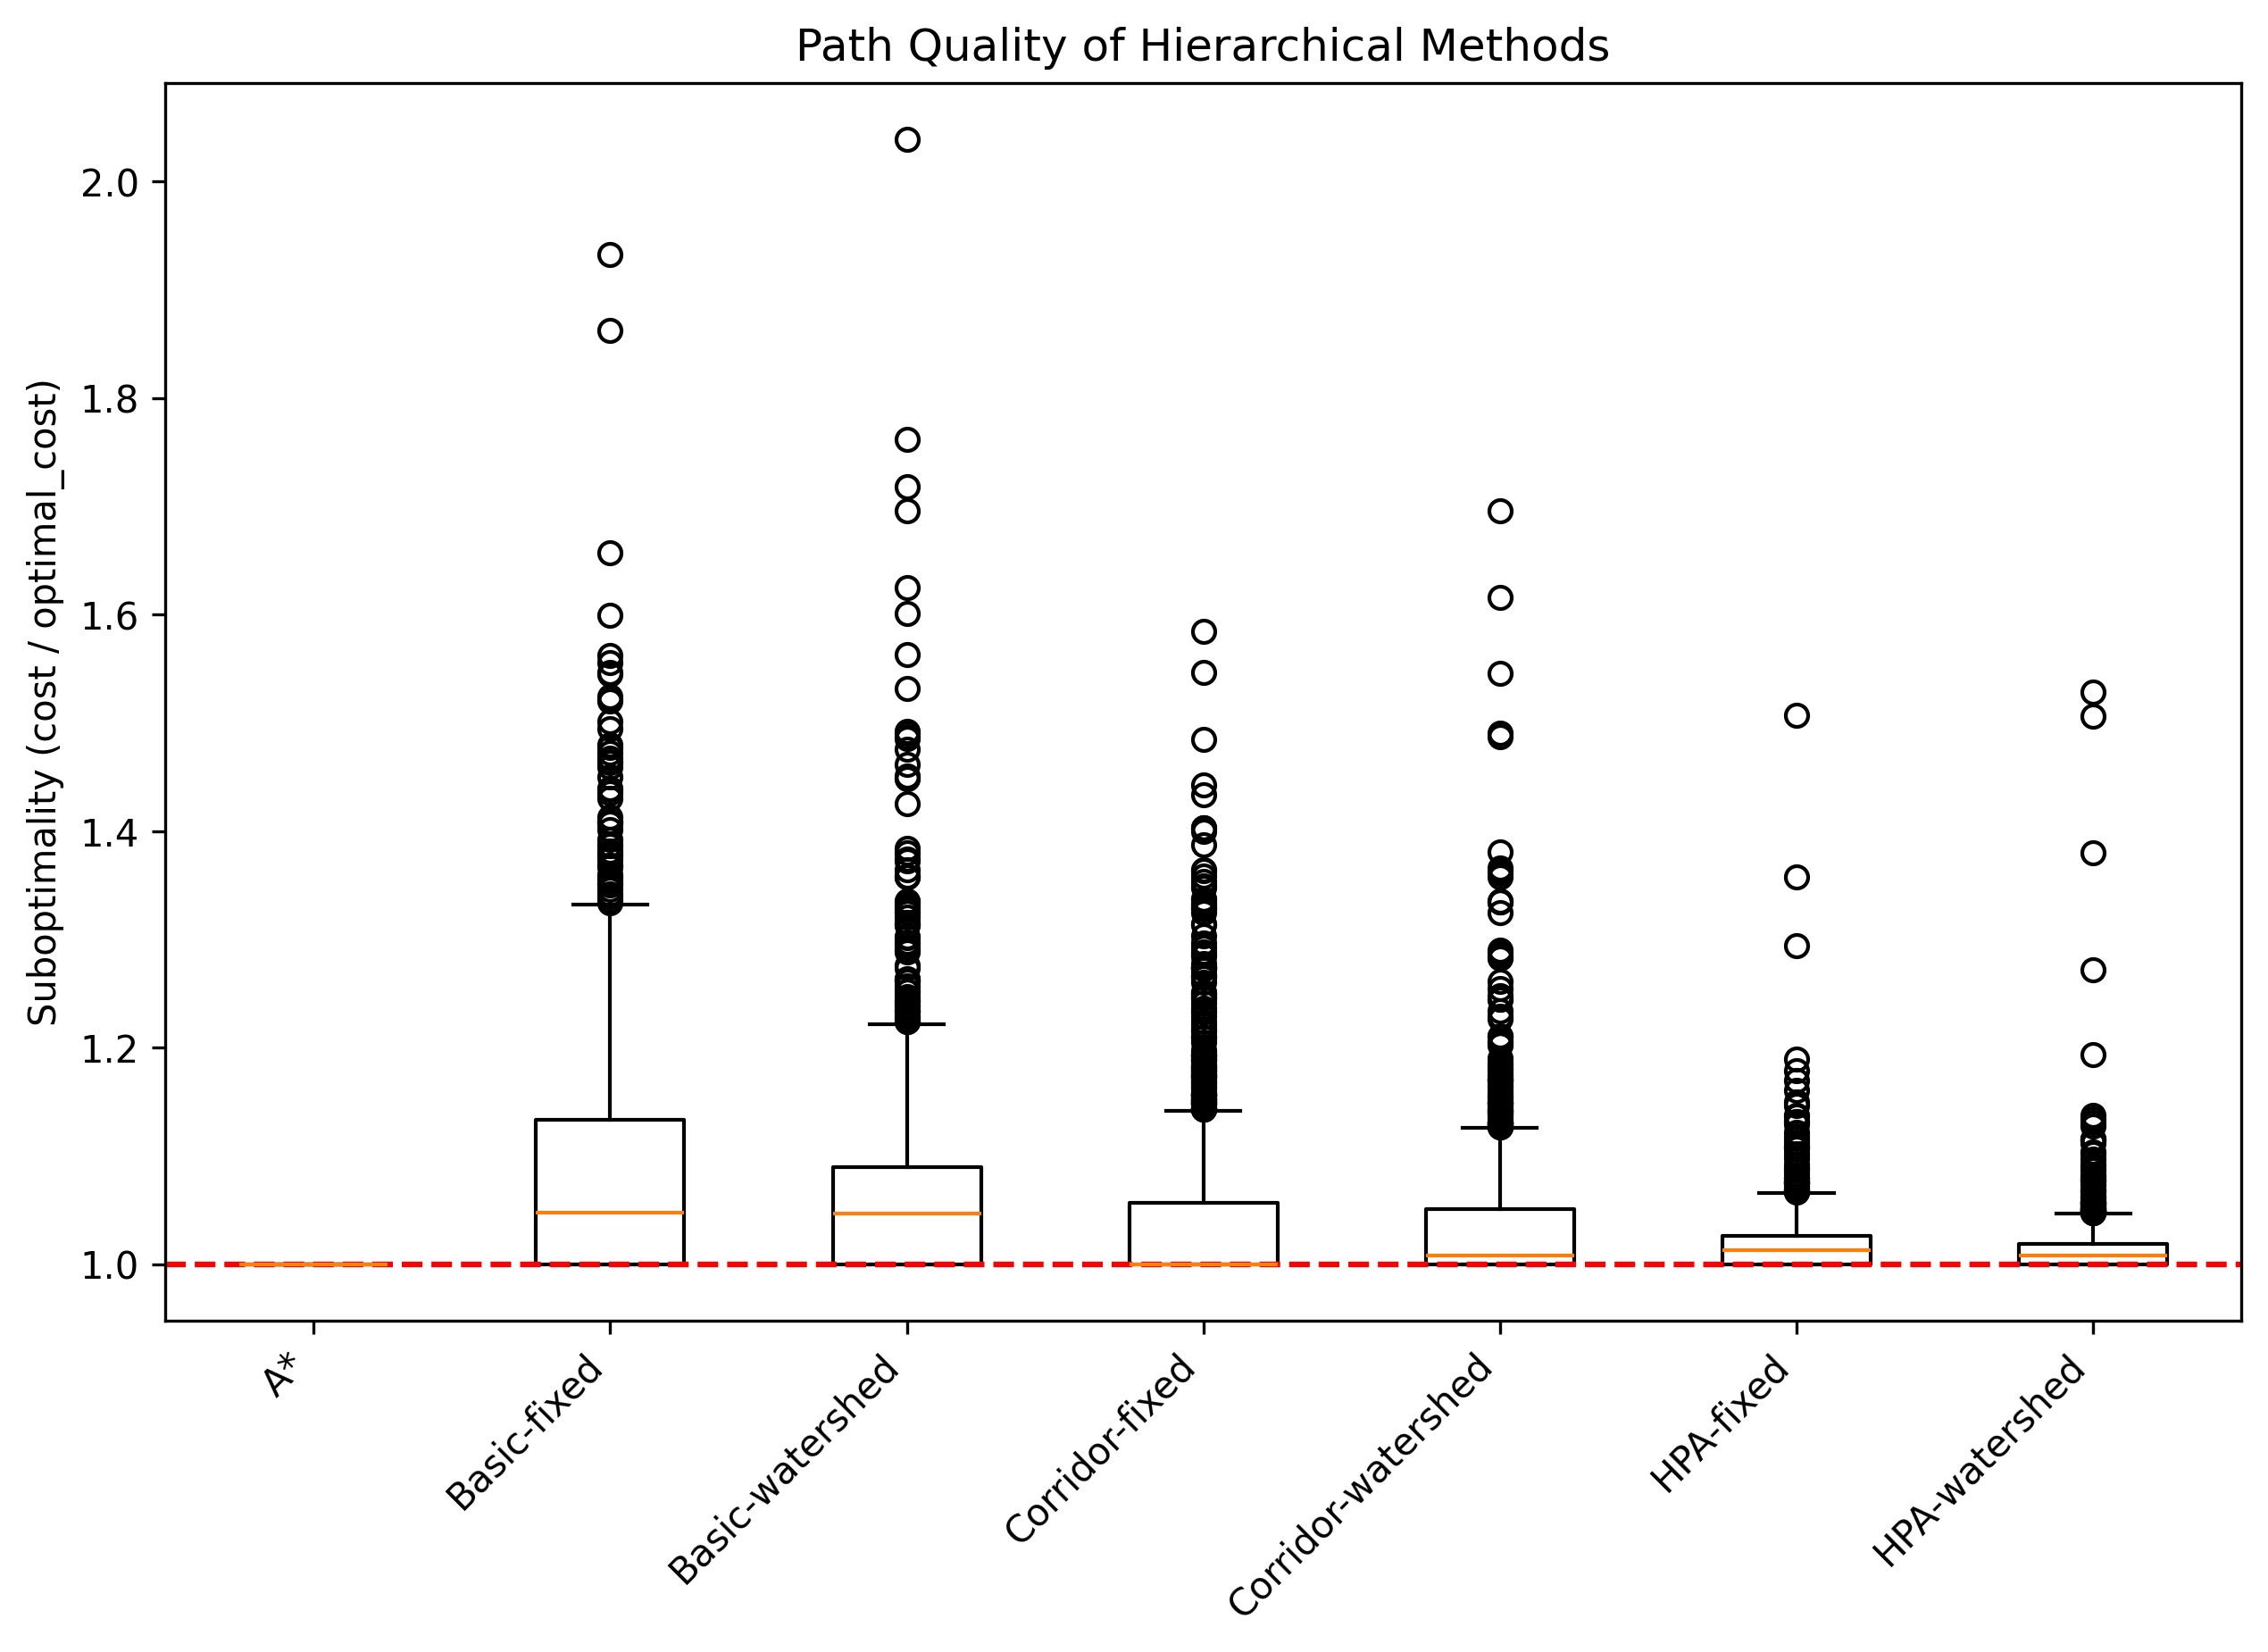 Path Quality of Hierarchical Methods
Suboptimality (cost / optimal_cost)
2.0
1.8
1.6
1.4
1.2
1.0
A*
Basic-fixed
Basic-watershed
Corridor-fixed
Corridor-watershed
HPA-fixed
HPA-watershed